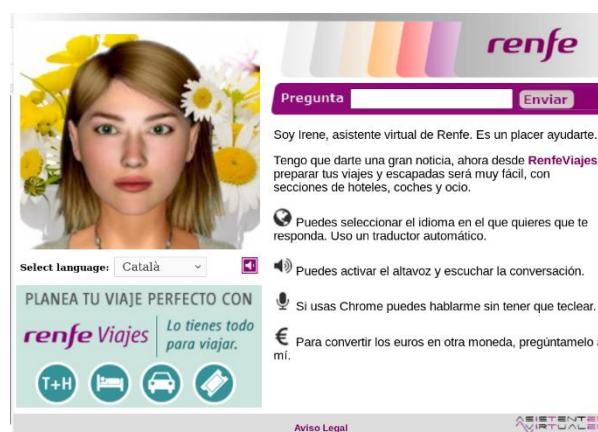 renfe
Pregunta
Enviar
Soy Irene, asistente virtual de Renfe. Es un placer ayudarte.
Tengo que darte una gran noticia, ahora desde RenfeViajes
preparar tus viajes y escapadas será muy fácil, con
secciones de hoteles, coches y ocio.
Puedes seleccionar el idioma en el que quieres que te
responda. Uso un traductor automático.
Puedes activar el altavoz y escuchar la conversación.
Si usas Chrome puedes hablarme sin tener que teclear.
€ Para convertir los euros en otra moneda, pregúntamelo a
mí.
Select language: Català
PLANEA TU VIAJE PERFECTO CON
renfe Viajes
Lo tienes todo
para viajar.
T+H
Aviso Legal